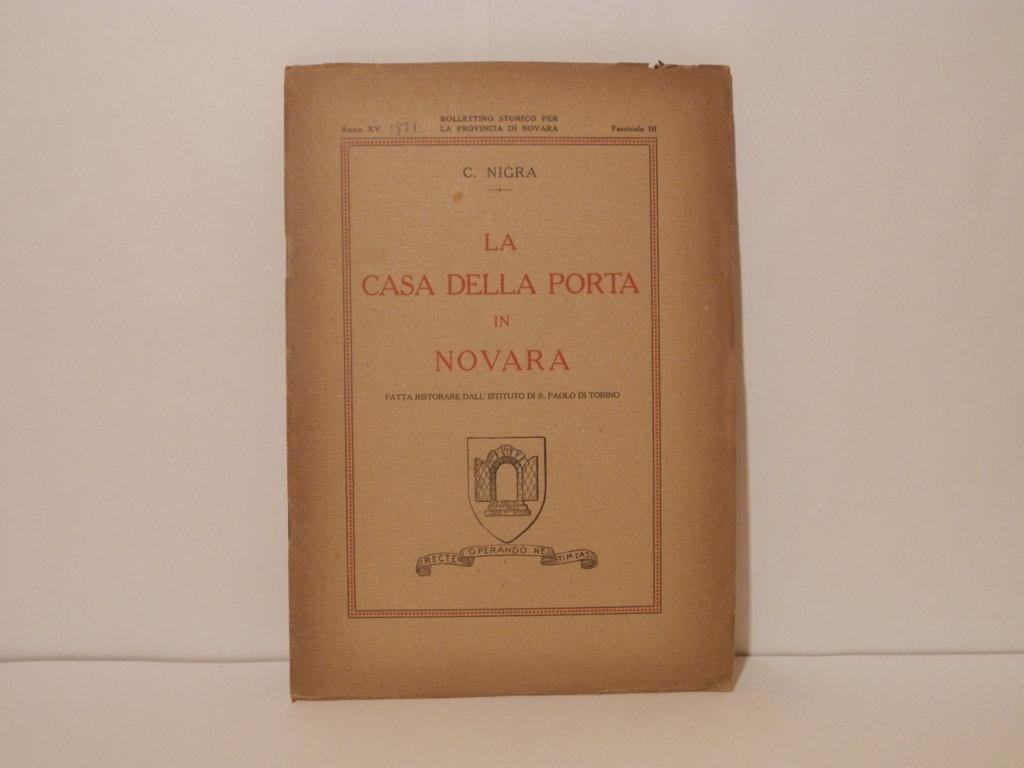 BOLLETTINO STORICO PER
Anno XV 1921 LA PROVINCIA DI NOVARA Fascicolo III
C. NIGRA
LA
CASA DELLA PORTA
IN
NOVARA
FATTA RISTORARE DALL'ISTITUTO DI S. PAOLO DI TORINO
RECTE OPERANDO NE TIMEAS